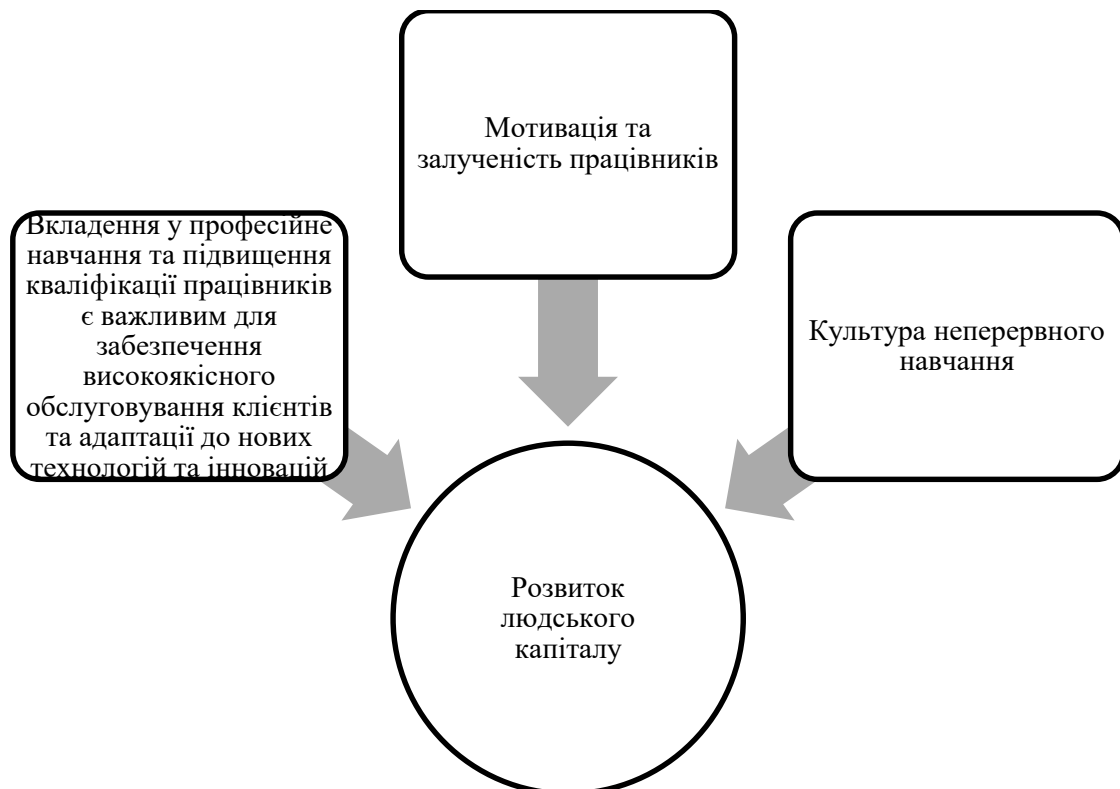 Мотивація та
залученість працівників
Вкладення у професійне
навчання та підвищення
кваліфікації працівників
є важливим для
забезпечення
високоякісного
обслуговування клієнтів
та адаптації до нових
технологій та інновацій
Культура неперервного
навчання
Розвиток
людського
капіталу